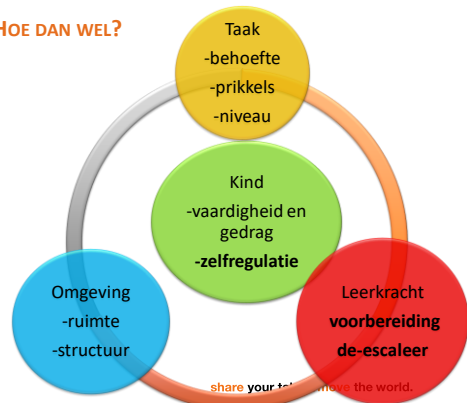 HOE DAN WEL?
Taak
-behoefte
-prikkels
-niveau
Kind
-vaardigheid en
gedrag
-zelfregulatie
Omgeving
-ruimte
-structuur
Leerkracht
voorbereiding
de-escaleer
share your the world.